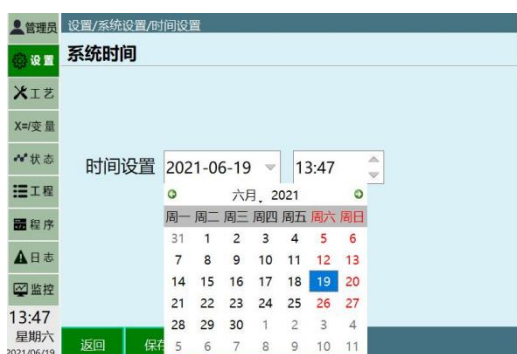 管理员
设置/系统设置/时间设置
设置
系统时间
工艺
X=/变量
状态
工程
程序
日志
监控
时间设置 2021-06-19 13:47
六月, 2021
周一 周二 周三 周四 周五 周六 周日
31 1 2 3 4 5 6
7 8 9 10 11 12 13
14 15 16 17 18 19 20
21 22 23 24 25 26 27
28 29 30 1 2 3 4
5 6 7 8 9 10 11
13:47
星期六
2021/06/19
返回
保存